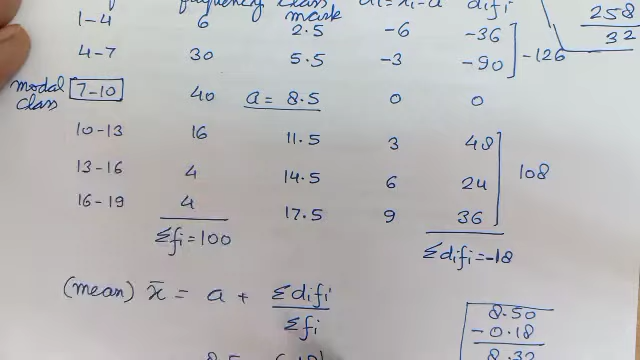 frequency class mark di = xi - a difi
1-4 6 2.5 -6 -36
4-7 30 5.5 -3 -90 -126
modal class 7-10 40 a = 8.5 0 0
10-13 16 11.5 3 48
13-16 4 14.5 6 24 108
16-19 4 17.5 9 36
Σfi = 100 Σdifi = -18
(mean) x̄ = a + Σdifi / Σfi
258
32
8.50
-0.18
8.32